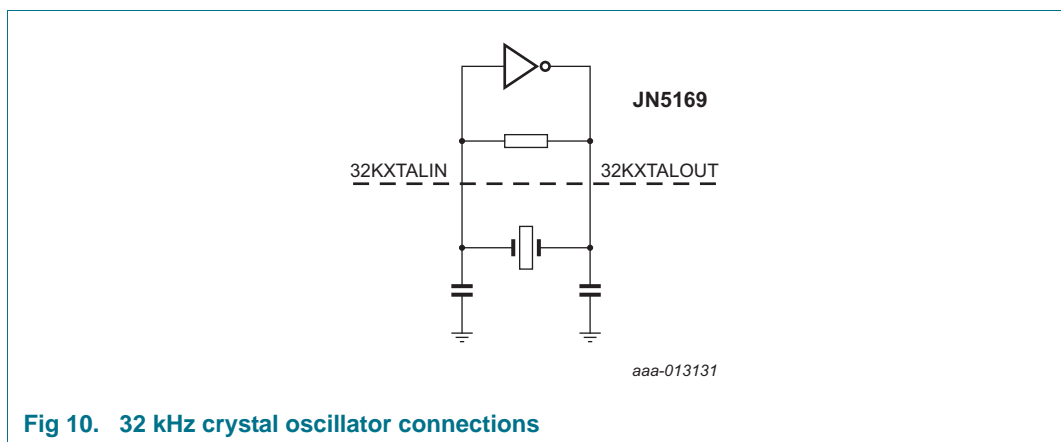 JN5169
32KXTALIN 32KXTALOUT
aaa-013131
Fig 10. 32 kHz crystal oscillator connections